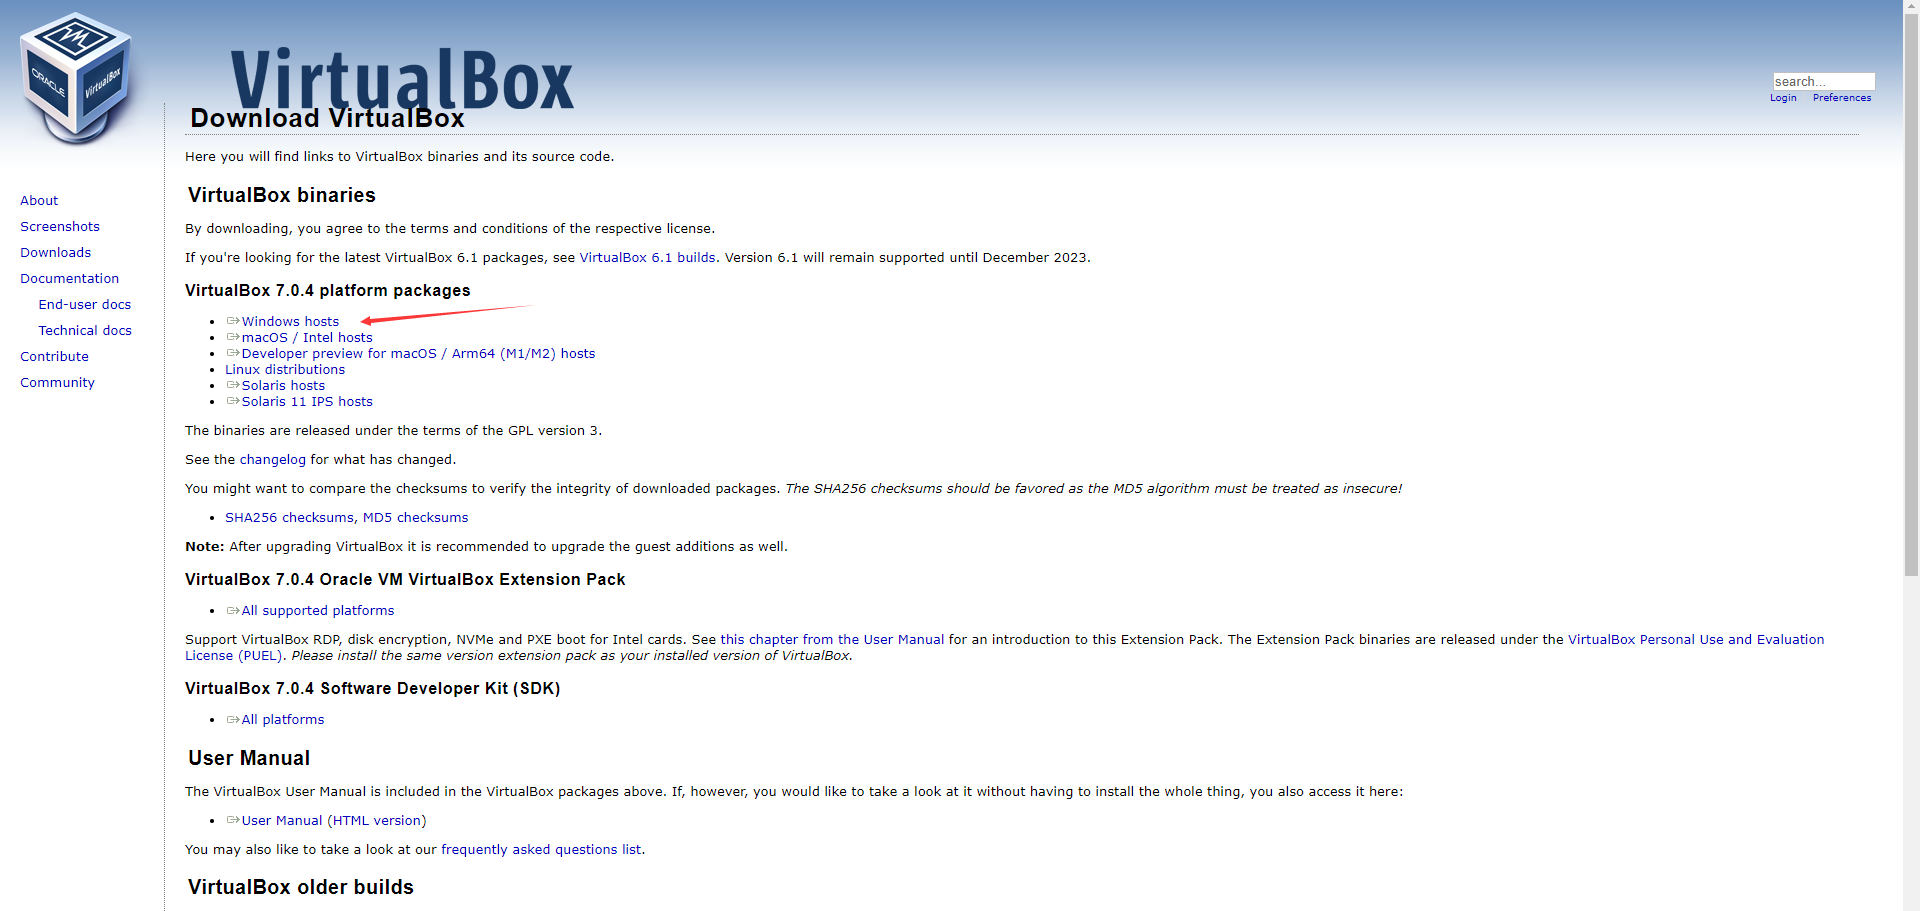 ORACLE
VirtualBox
VirtualBox
search...
Login Preferences
Download VirtualBox
Here you will find links to VirtualBox binaries and its source code.
About
Screenshots
Downloads
Documentation
End-user docs
Technical docs
Contribute
Community
VirtualBox binaries
By downloading, you agree to the terms and conditions of the respective license.
If you're looking for the latest VirtualBox 6.1 packages, see VirtualBox 6.1 builds. Version 6.1 will remain supported until December 2023.
VirtualBox 7.0.4 platform packages
Windows hosts
macOS / Intel hosts
Developer preview for macOS / Arm64 (M1/M2) hosts
Linux distributions
Solaris hosts
Solaris 11 IPS hosts
The binaries are released under the terms of the GPL version 3.
See the changelog for what has changed.
You might want to compare the checksums to verify the integrity of downloaded packages. The SHA256 checksums should be favored as the MD5 algorithm must be treated as insecure!
SHA256 checksums, MD5 checksums
Note: After upgrading VirtualBox it is recommended to upgrade the guest additions as well.
VirtualBox 7.0.4 Oracle VM VirtualBox Extension Pack
All supported platforms
Support VirtualBox RDP, disk encryption, NVMe and PXE boot for Intel cards. See this chapter from the User Manual for an introduction to this Extension Pack. The Extension Pack binaries are released under the VirtualBox Personal Use and Evaluation
License (PUEL). Please install the same version extension pack as your installed version of VirtualBox.
VirtualBox 7.0.4 Software Developer Kit (SDK)
All platforms
User Manual
The VirtualBox User Manual is included in the VirtualBox packages above. If, however, you would like to take a look at it without having to install the whole thing, you also access it here:
User Manual (HTML version)
You may also like to take a look at our frequently asked questions list.
VirtualBox older builds